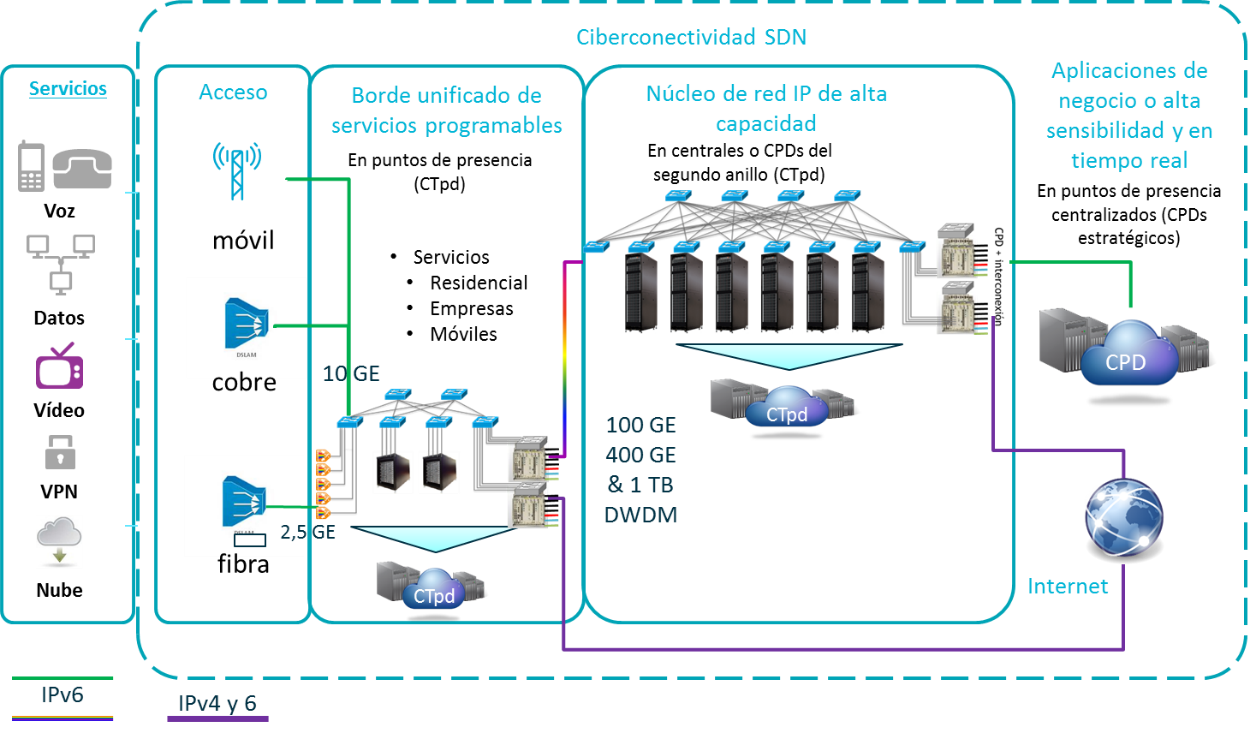 Ciberconectividad SDN
Servicios
Voz
Datos
Vídeo
VPN
Nube
Acceso
móvil
DSLAM
cobre
fibra
Borde unificado de
servicios programables
En puntos de presencia
(CTpd)
• Servicios
• Residencial
• Empresas
• Móviles
10 GE
2,5 GE
CTpd
Núcleo de red IP de alta
capacidad
En centrales o CPDs del
segundo anillo (CTpd)
CPD + interconexión
CTpd
100 GE
400 GE
& 1 TB
DWDM
Aplicaciones de
negocio o alta
sensibilidad y en
tiempo real
En puntos de presencia
centralizados (CPDs
estratégicos)
CPD
Internet
IPv6
IPv4 y 6